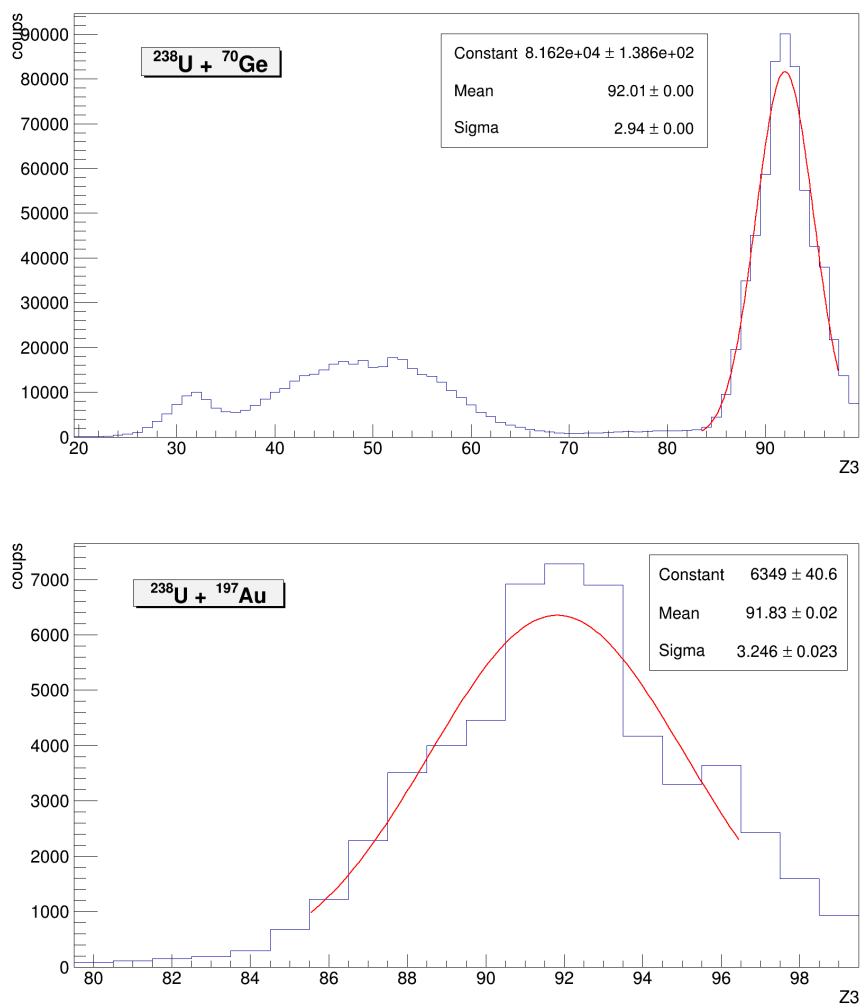 coups
²³⁸U + ⁷⁰Ge
Constant 8.162e+04 ± 1.386e+02
Mean 92.01 ± 0.00
Sigma 2.94 ± 0.00
90000
80000
70000
60000
50000
40000
30000
20000
10000
0
20 30 40 50 60 70 80 90
Z3
coups
²³⁸U + ¹⁹⁷Au
Constant 6349 ± 40.6
Mean 91.83 ± 0.02
Sigma 3.246 ± 0.023
7000
6000
5000
4000
3000
2000
1000
0
80 82 84 86 88 90 92 94 96 98
Z3